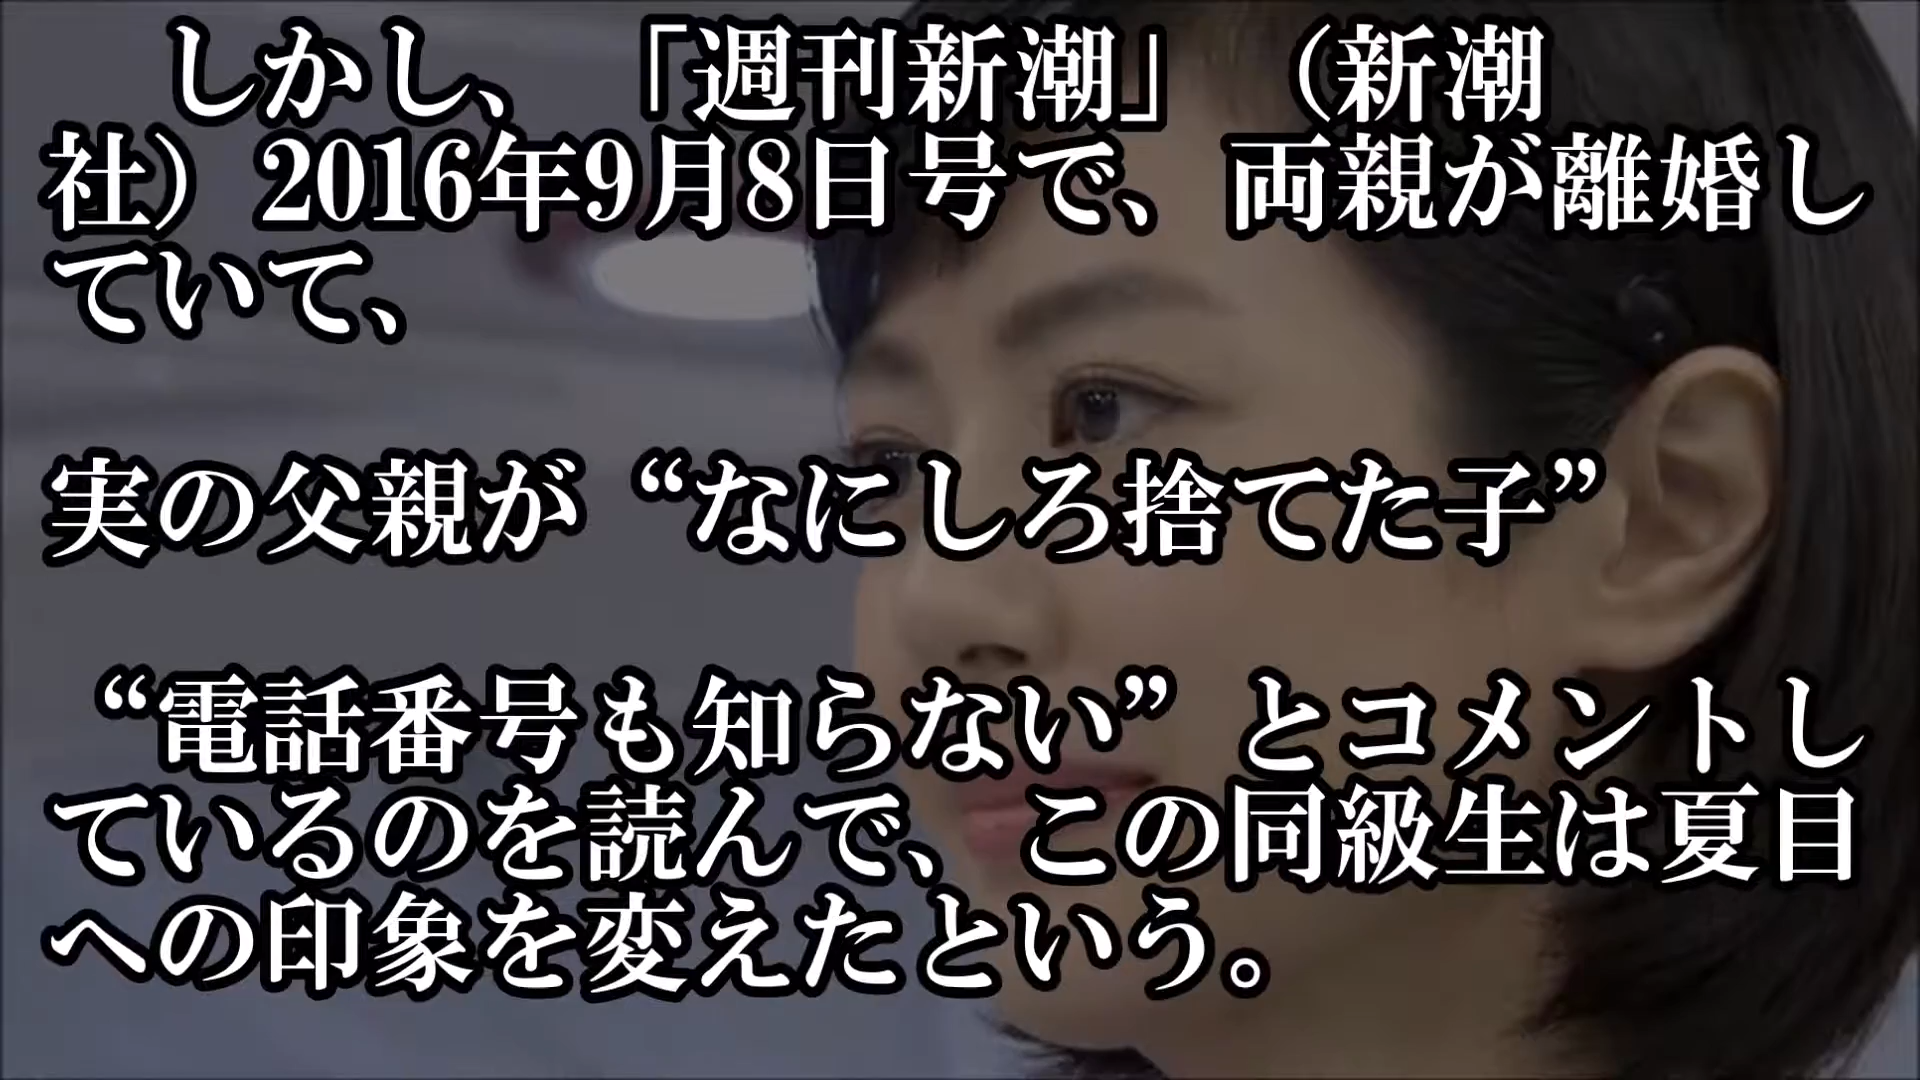 しかし、「週刊新潮」（新潮
社）2016年9月8日号で、両親が離婚し
ていて、
実の父親が“なにしろ捨てた子”
“電話番号も知らない”とコメントし
ているのを読んで、この同級生は夏目
への印象を変えたという。